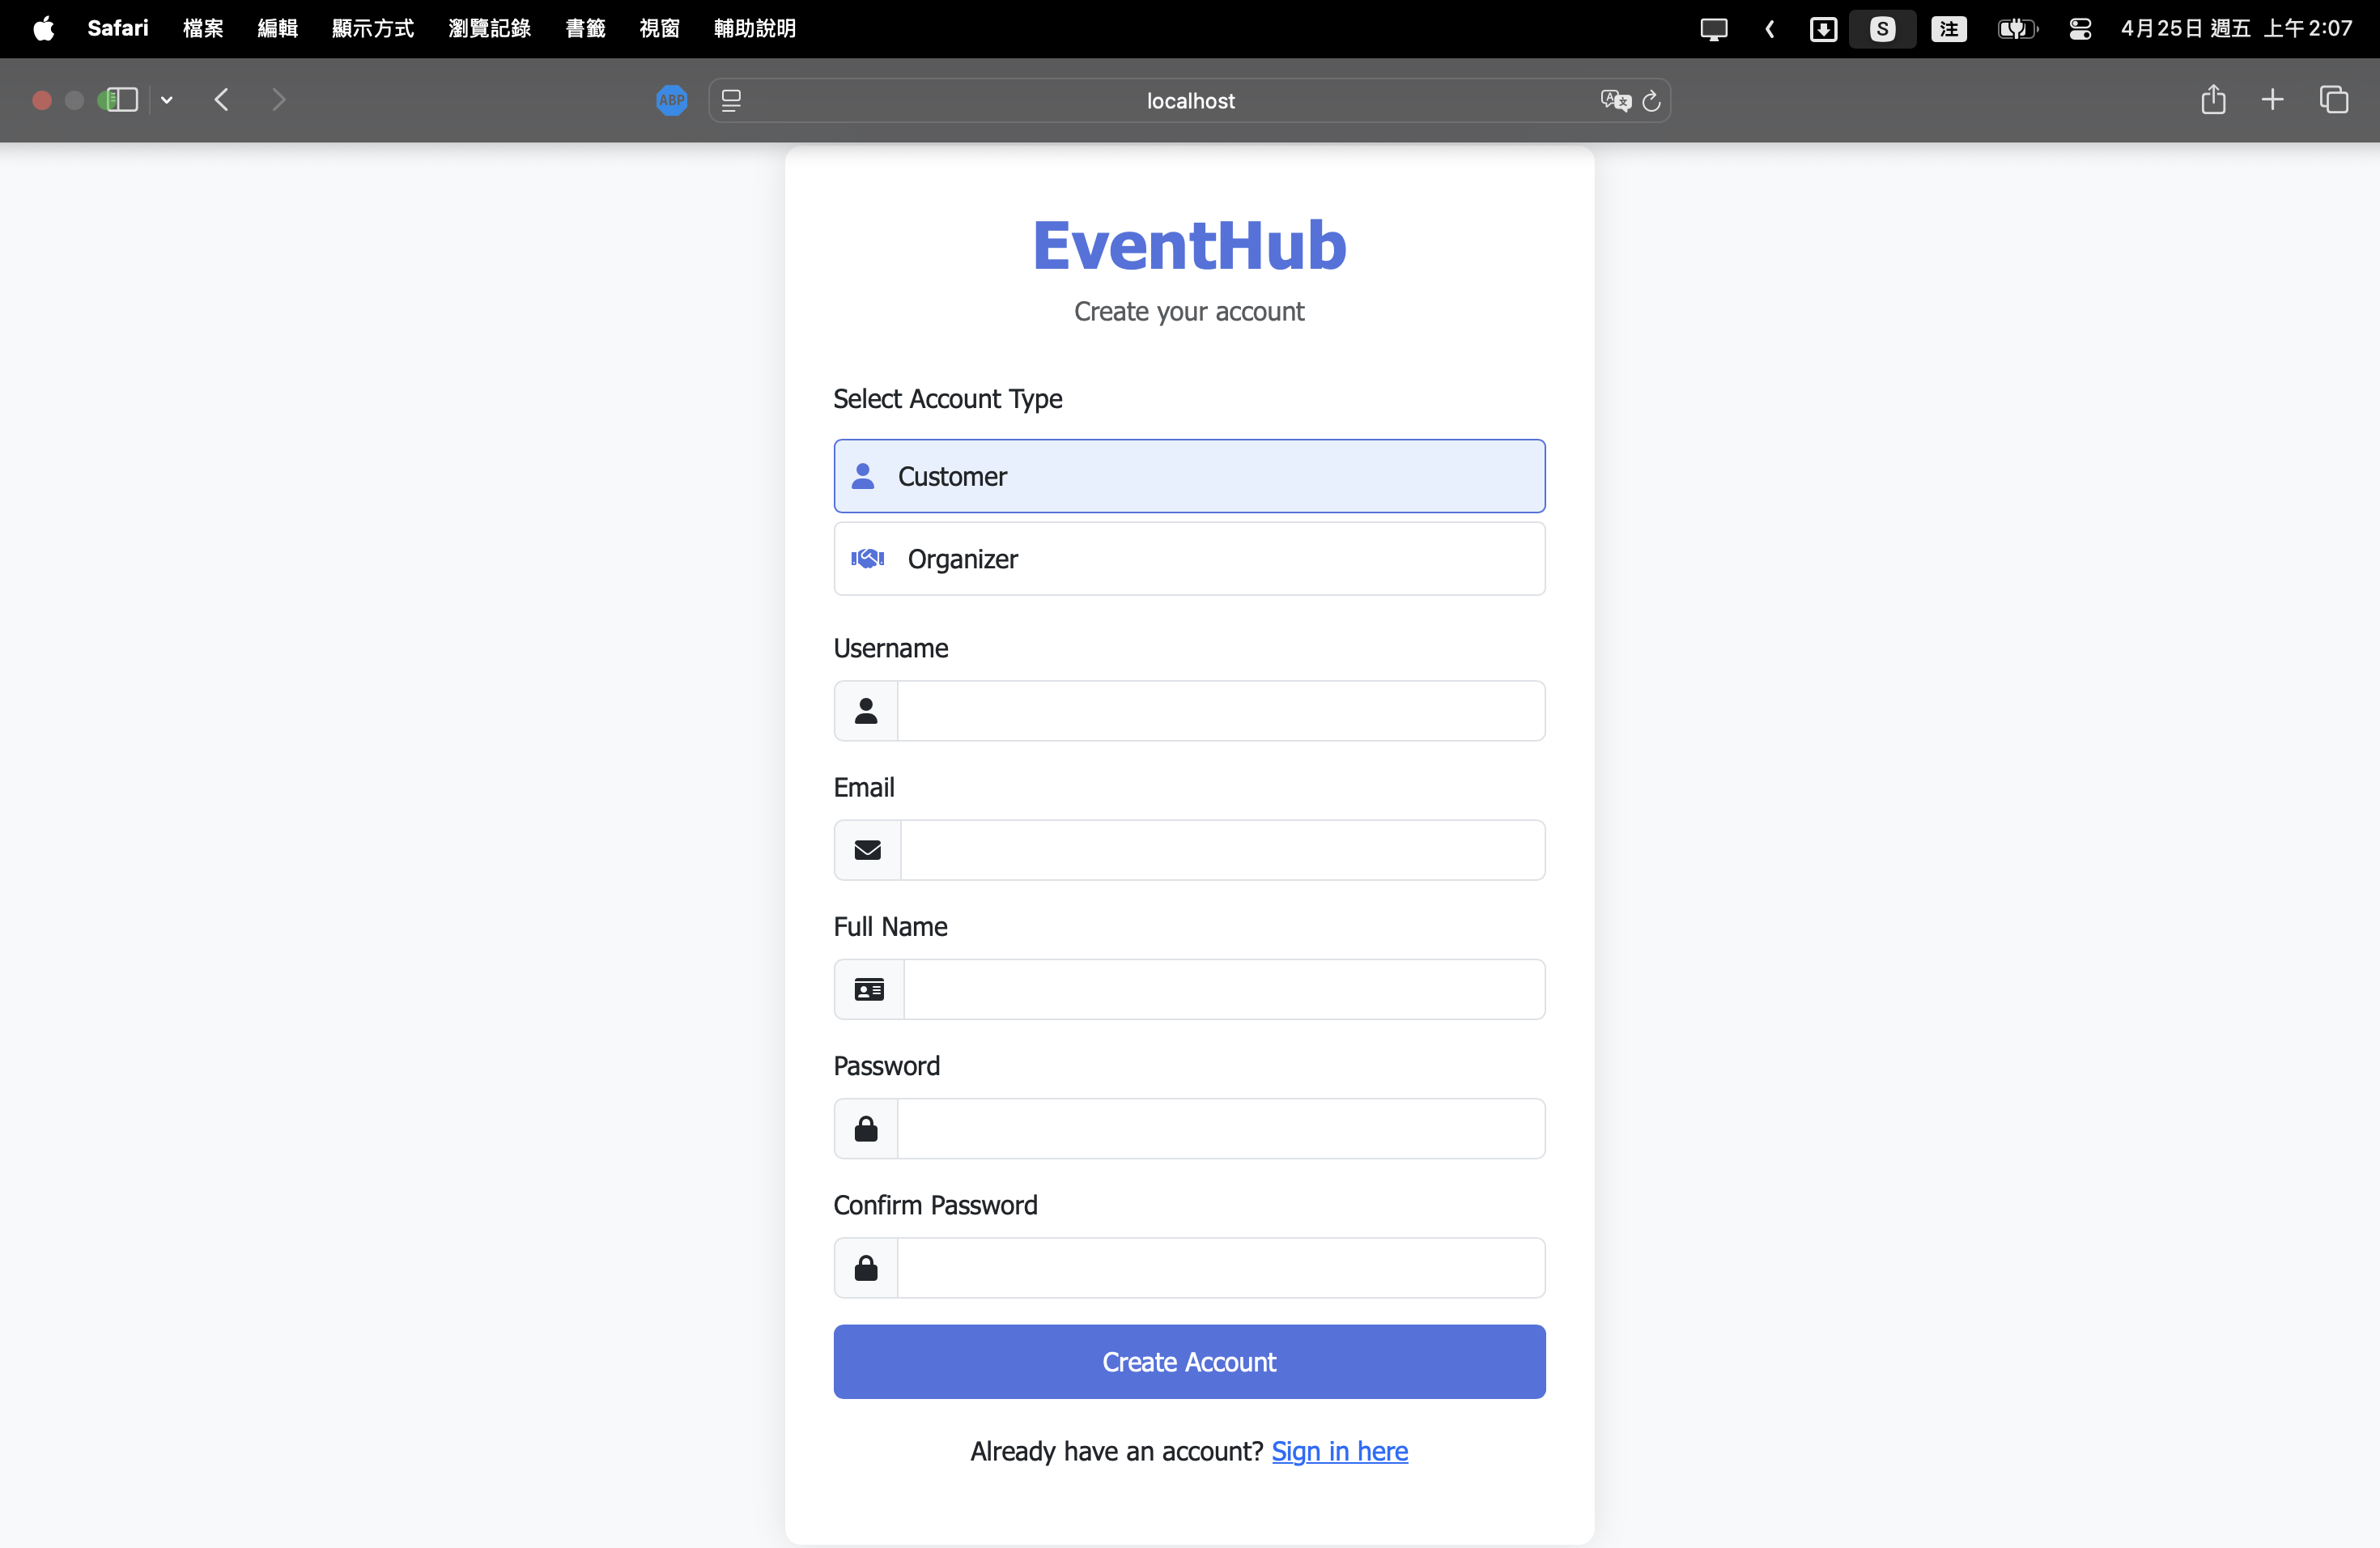 Safari 檔案 編輯 顯示方式 瀏覽記錄 書籤 視窗 輔助說明 S 注 4月25日 週五 上午2:07
ABP localhost
EventHub
Create your account
Select Account Type
Customer
Organizer
Username
Email
Full Name
Password
Confirm Password
Create Account
Already have an account? Sign in here